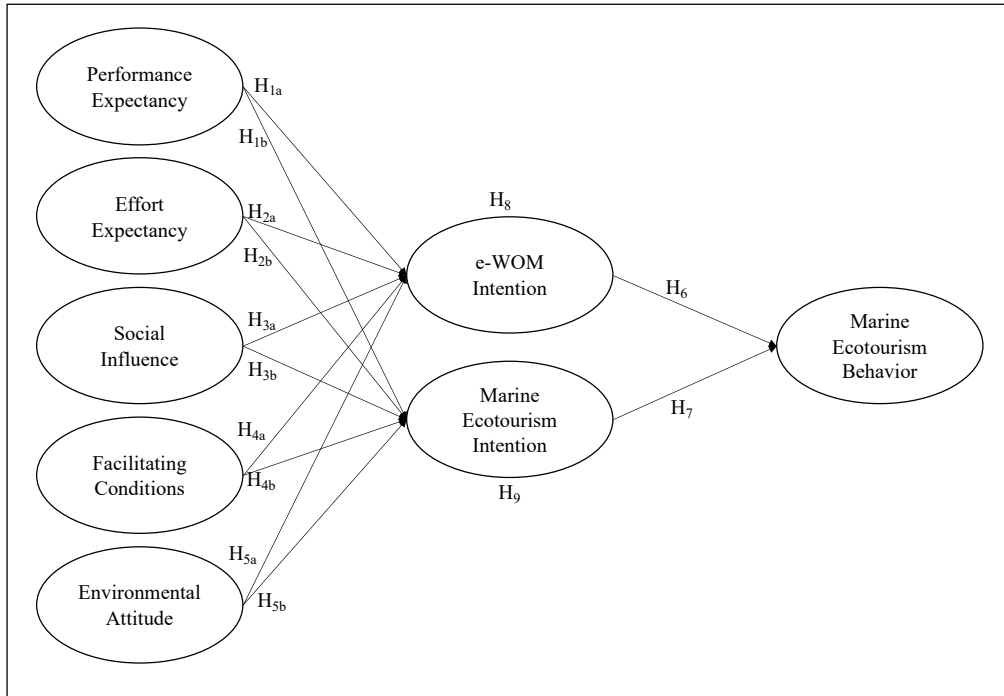 Performance
Expectancy
H1a
H1b
Effort
Expectancy
H2a
H2b
Social
Influence
H3a
H3b
Facilitating
Conditions
H4a
H4b
Environmental
Attitude
H5a
H5b
H8
e-WOM
Intention
Marine
Ecotourism
Intention
H9
H6
H7
Marine
Ecotourism
Behavior